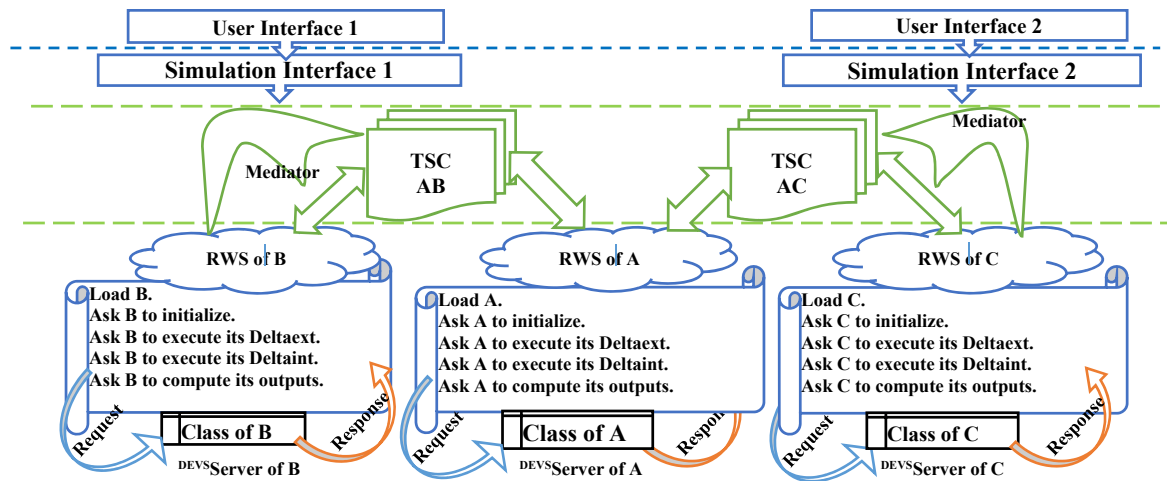 User Interface 1
User Interface 2
Simulation Interface 1
Simulation Interface 2
Mediator
TSC
AB
TSC
AC
Mediator
RWS of B
RWS of A
RWS of C
Load B.
Ask B to initialize.
Ask B to execute its Deltaext.
Ask B to execute its Deltaint.
Ask B to compute its outputs.
Load A.
Ask A to initialize.
Ask A to execute its Deltaext.
Ask A to execute its Deltaint.
Ask A to compute its outputs.
Load C.
Ask C to initialize.
Ask C to execute its Deltaext.
Ask C to execute its Deltaint.
Ask C to compute its outputs.
Request
Class of B
Response
Request
Class of A
Respon
Request
Class of C
Response
DEVSServer of B
DEVSServer of A
DEVSServer of C